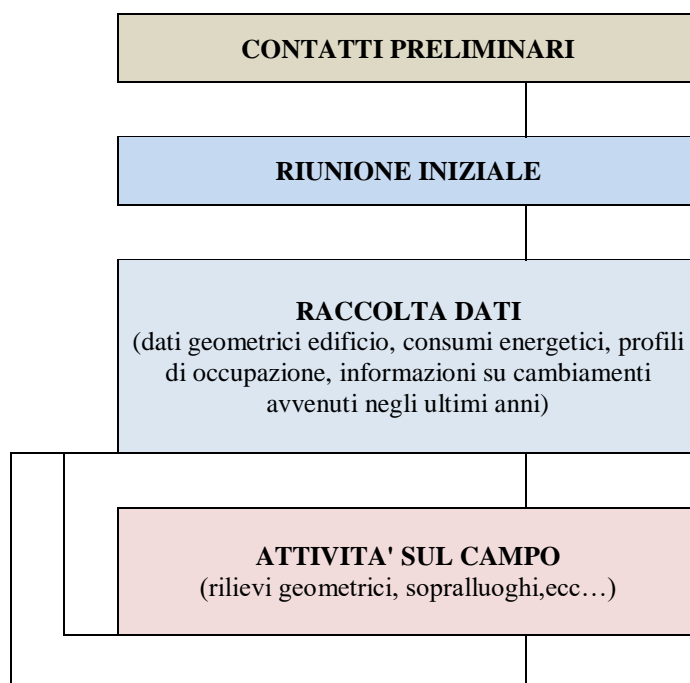 CONTATTI PRELIMINARI
RIUNIONE INIZIALE
RACCOLTA DATI
(dati geometrici edificio, consumi energetici, profili
di occupazione, informazioni su cambiamenti
avvenuti negli ultimi anni)
ATTIVITA' SUL CAMPO
(rilievi geometrici, sopralluoghi,ecc…)